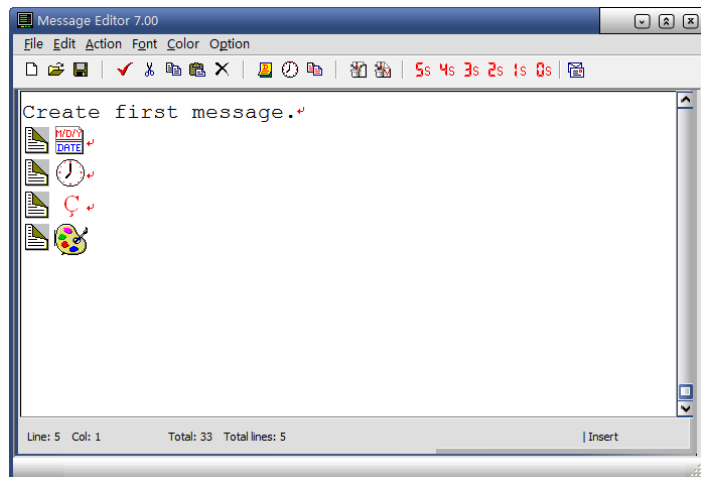 Message Editor 7.00
File Edit Action Font Color Option
5s 4s 3s 2s 1s 0s
Create first message.
M/D/Y
DATE
Ç
Line: 5 Col: 1 Total: 33 Total lines: 5 Insert